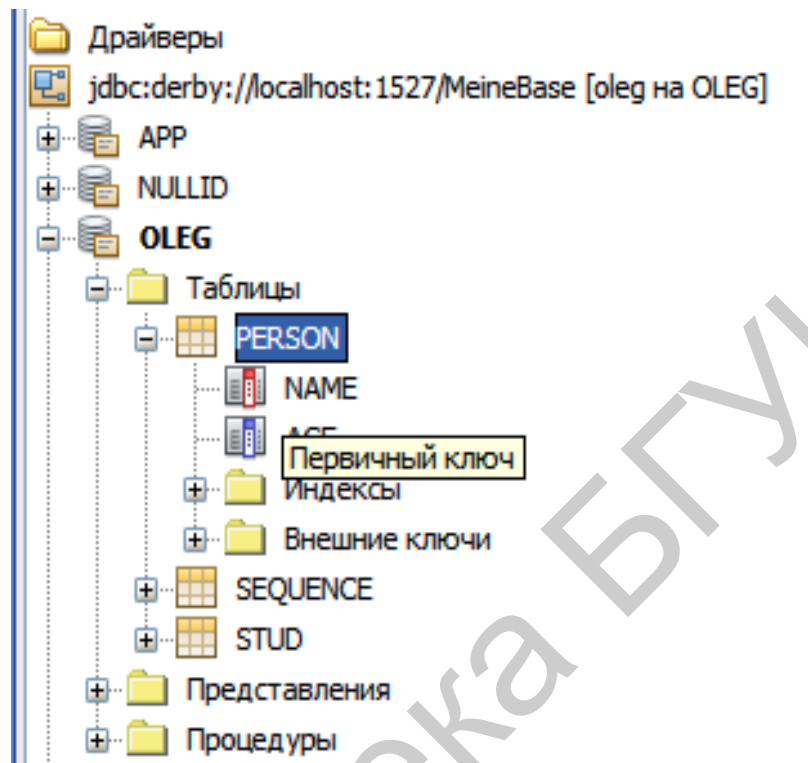 Драйверы
jdbc:derby://localhost:1527/MeineBase [oleg на OLEG]
APP
NULLID
OLEG
Таблицы
PERSON
NAME
AGE
Первичный ключ
Индексы
Внешние ключи
SEQUENCE
STUD
Представления
Процедуры